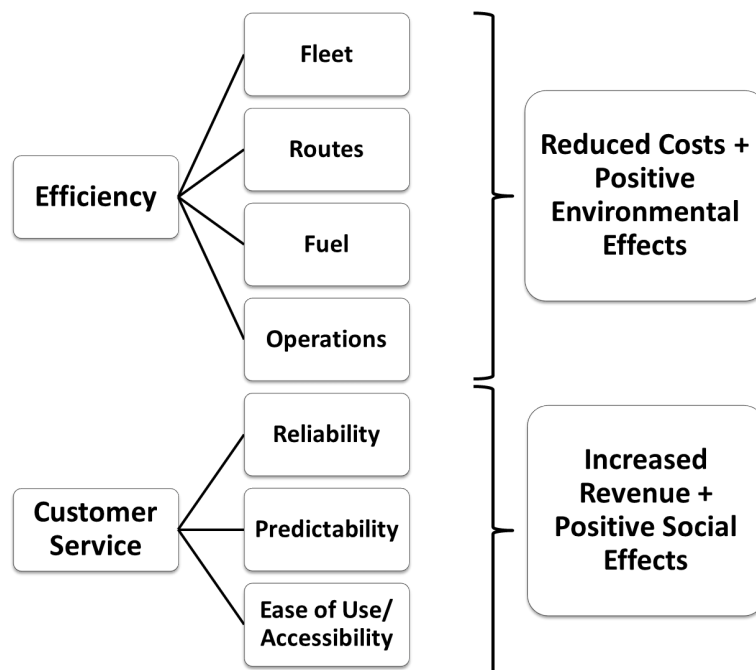 Fleet
Routes
Efficiency
Fuel
Operations
Reduced Costs +
Positive
Environmental
Effects
Reliability
Customer
Service
Predictability
Ease of Use/
Accessibility
Increased
Revenue +
Positive Social
Effects